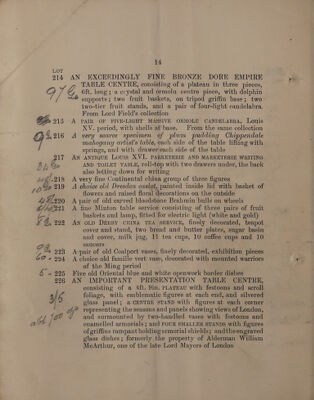 14
LOT
214 AN EXCEEDINGLY FINE BRONZE DORE EMPIRE
TABLE CENTRE, consisting of a plateau in three pieces,
6ft. long; a crystal and ormolu centre piece, with dolphin
supports; two fruit baskets, on tripod griffin base; two
two-tier fruit stands, and a pair of four-light candelabra.
From Lord Field's collection
215 A PAIR OF FIVE-LIGHT MASSIVE ORMOLU CANDELABRA, Louis
XV. period, with shells at base. From the same collection
216 A very scarce specimen of plum pudding Chippendale
mahogany artist's table, each side of the table lifting with
springs, and with drawer each side of the table
217 AN ANTIQUE LOUIS XVI. PARKETERIE AND MARKETERIE WRITING
AND TOILET TABLE, roll-top with two drawers under, the back
also letting down for writing
218 A very fine Continental china group of three figures
219 A choice old Dresden casket, painted inside lid with basket of
flowers and raised floral decorations on the outside
220 A pair of old carved bloodstone Brahmin bulls on wheels
221 A fine Minton table service consisting of three pairs of fruit
baskets and lamp, fitted for electric light (white and gold)
222 AN OLD DERBY CHINA TEA SERVICE, finely decorated, teapot
cover and stand, two bread and butter plates, sugar basin
and cover, milk jug, 15 tea cups, 10 coffee cups and 10
saucers
223 A pair of old Coalport vases, finely decorated, exhibition pieces
60 - 224 A choice old famille vert vase, decorated with mounted warriors
of the Ming period
5 - 225 Five old Oriental blue and white openwork border dishes
226 AN IMPORTANT PRESENTATION TABLE CENTRE,
consisting of a 4ft. 10in. PLATEAU with festoons and scroll
foliage, with emblematic figures at each end, and silvered
glass panel; a CENTRE STAND with figures at each corner
representing the seasons and panels showing views of London,
and surmounted by two-handled vases with festoons and
enamelled armorials; and FOUR SMALLER STANDS with figures
of griffins rampant holding armorial shields; and the engraved
glass dishes; formerly the property of Alderman William
McArthur, one of the late Lord Mayors of London